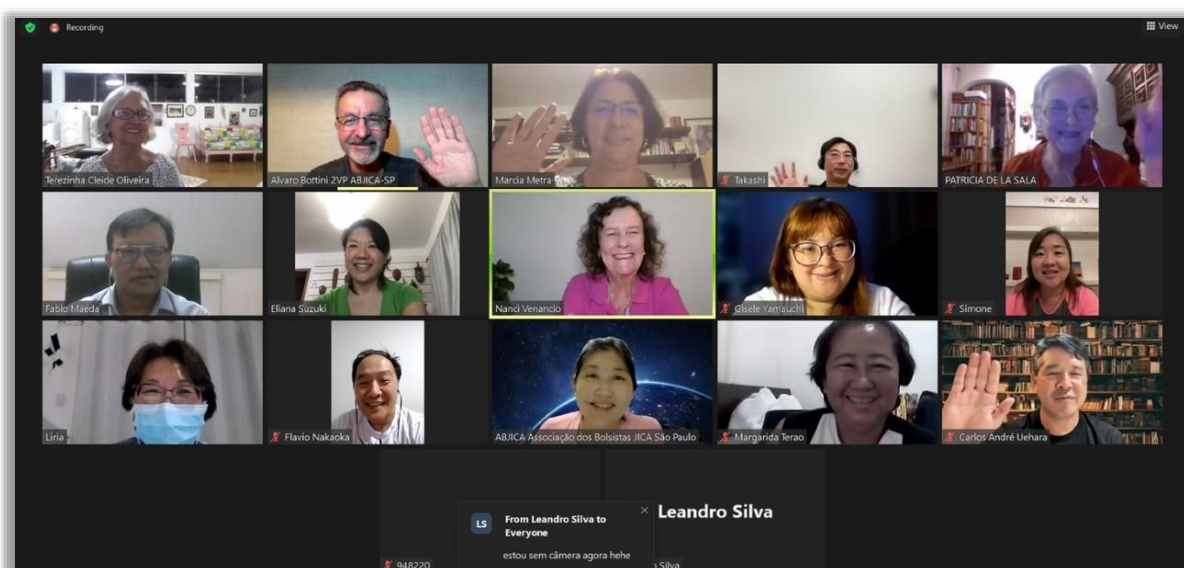 Recording
View
Terezinha Cleide Oliveira
Alvaro Bottini 2VP ABJICA-SP
Marcia Metra
Takashi
PATRICIA DE LA SALA
Fabio Maeda
Eliana Suzuki
Nanci Venancio
Gisele Yamauchi
Simone
Liria
Flavio Nakaoka
ABJICA Associação dos Bolsistas JICA São Paulo
Margarida Terao
Carlos André Uehara
Leandro Silva
LS
From Leandro Silva to
Everyone
estou sem câmera agora hehe
948220
Silva